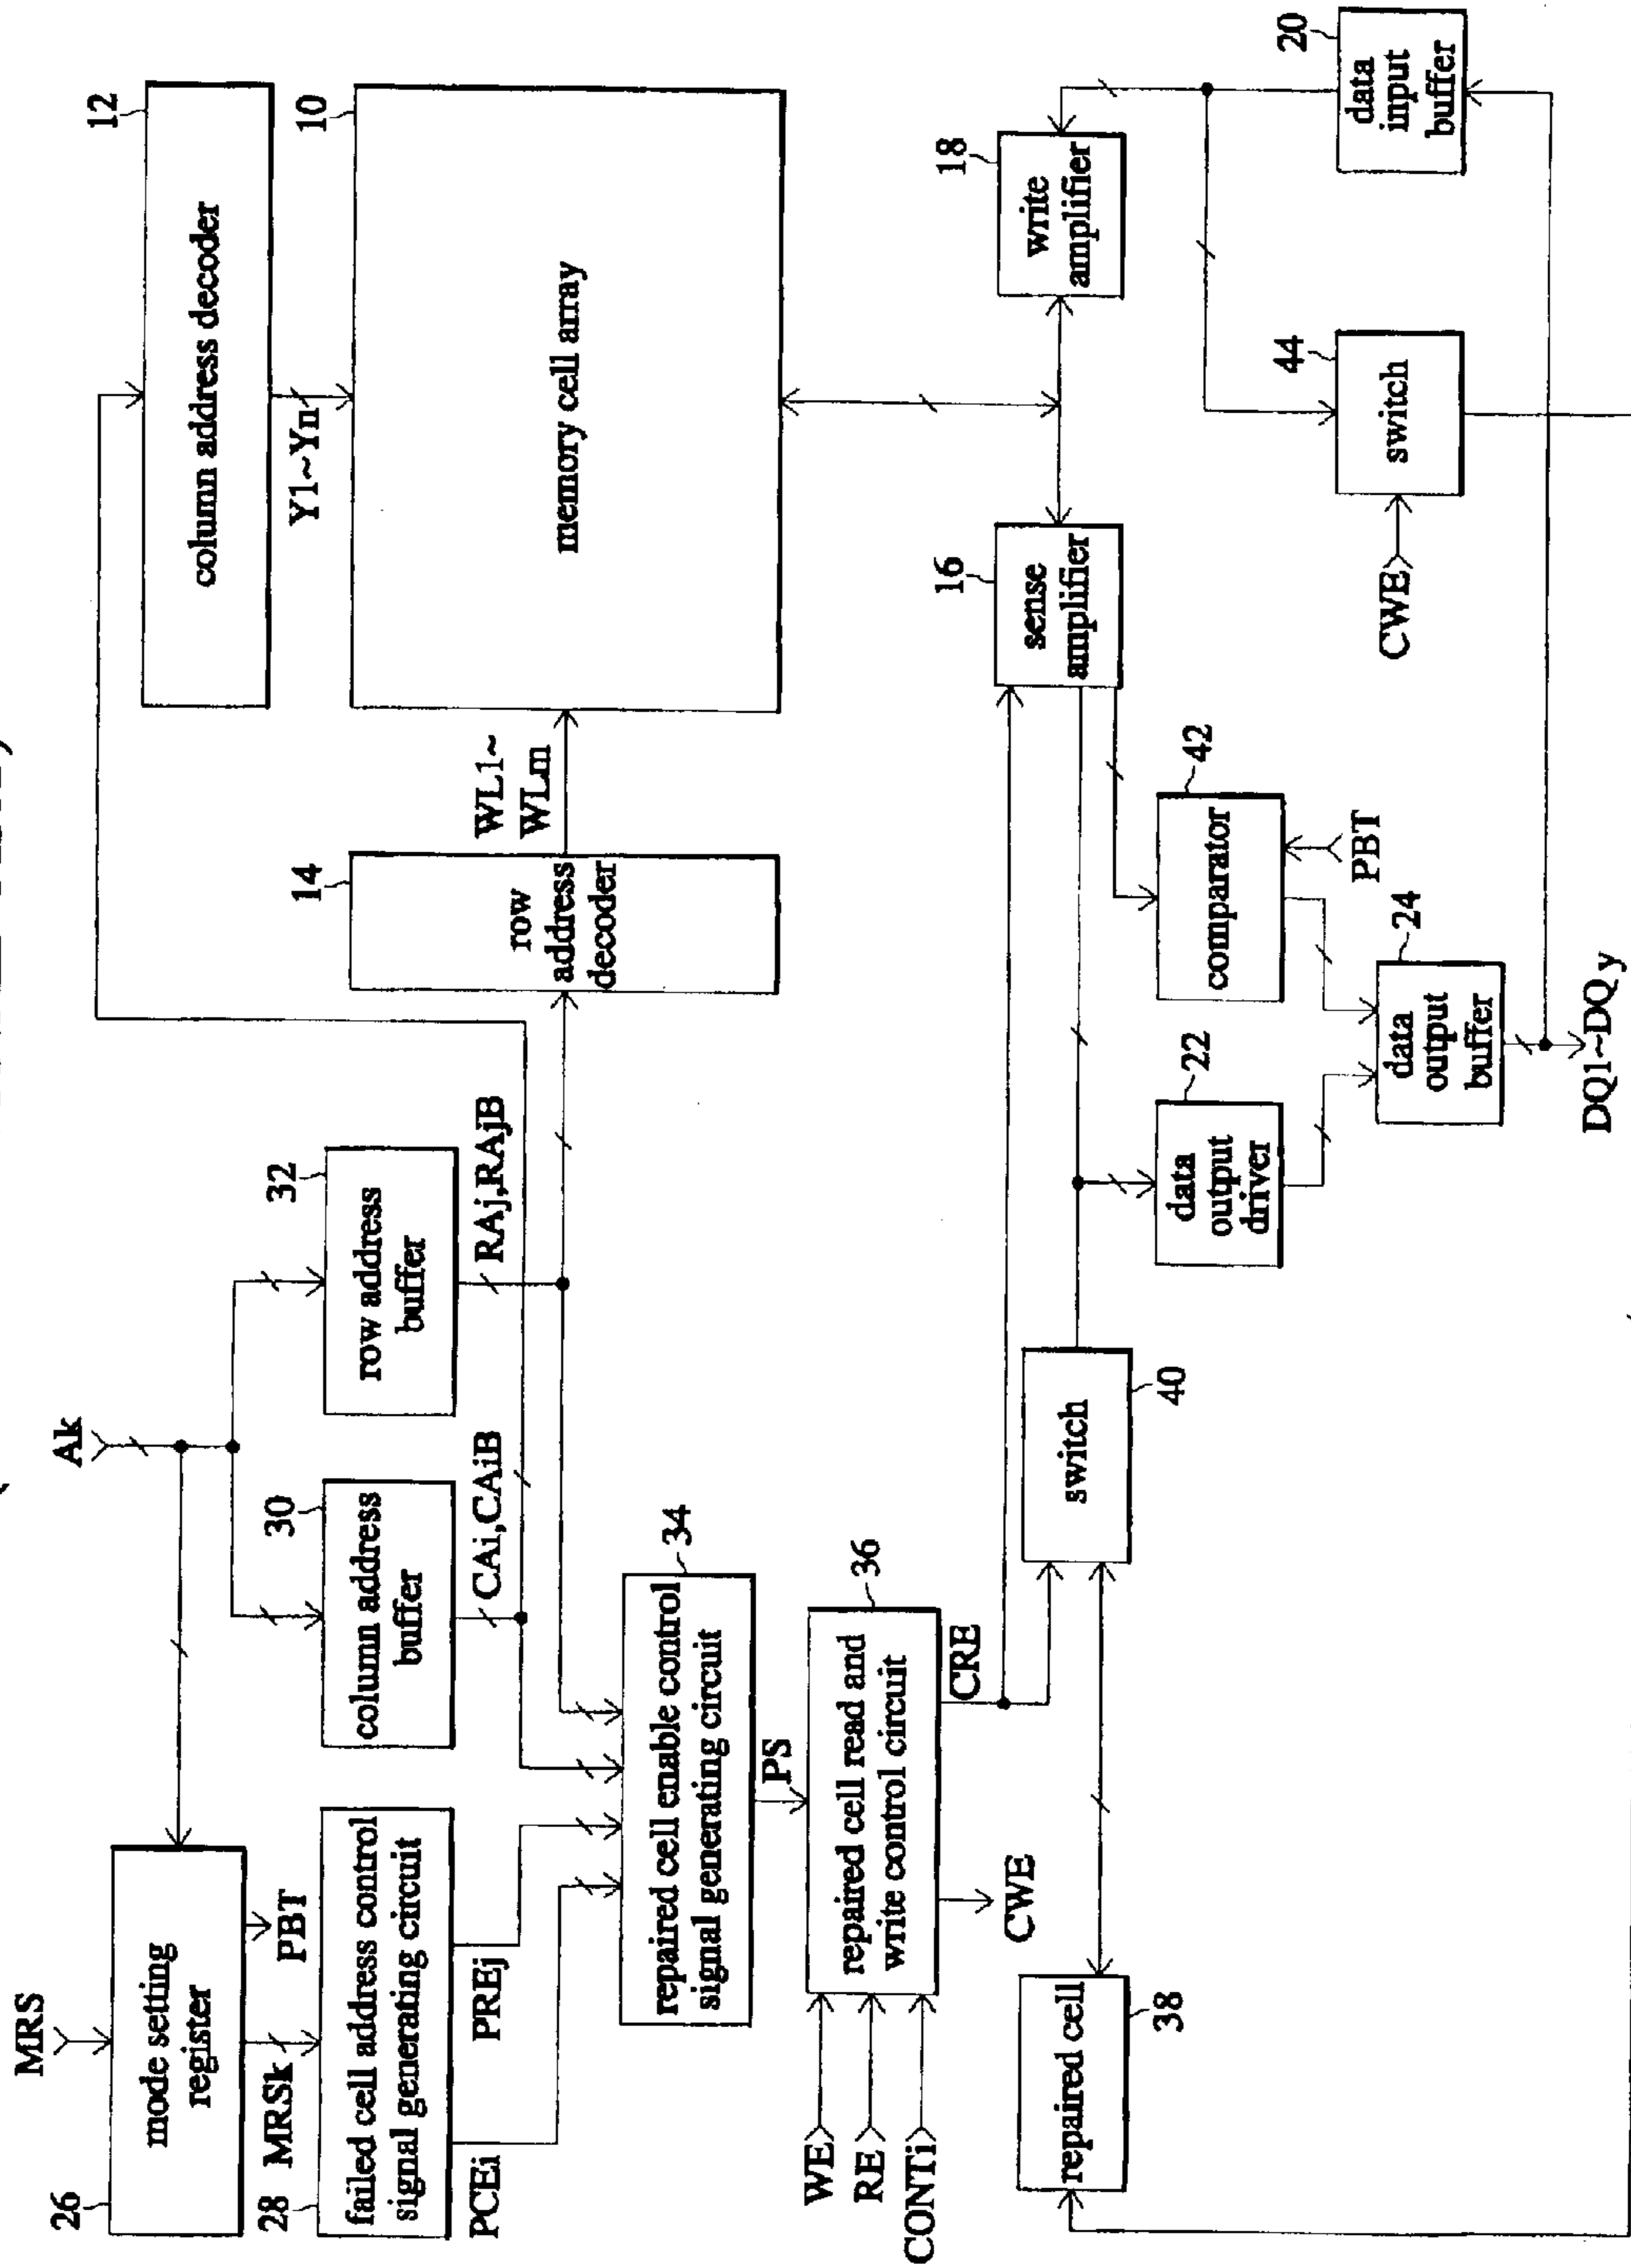 MRS
26
mode setting
register
PBT
MRSk
28
failed cell address control
signal generating circuit
PCEi
PREj
Ak
30
column address
buffer
CAi,CAiB
32
row address
buffer
RAj,RAjB
12
column address decoder
Y1~Yn
10
memory cell array
14
row
address
decoder
WL1~
WLm
34
repaired cell enable control
signal generating circuit
PS
36
repaired cell read and
write control circuit
WE
RE
CONTi
CWE
CRE
38
repaired cell
40
switch
16
sense
amplifier
18
write
amplifier
20
data
input
buffer
44
switch
CWE
42
comparator
PBT
22
data
output
driver
24
data
output
buffer
DQ1~DQy